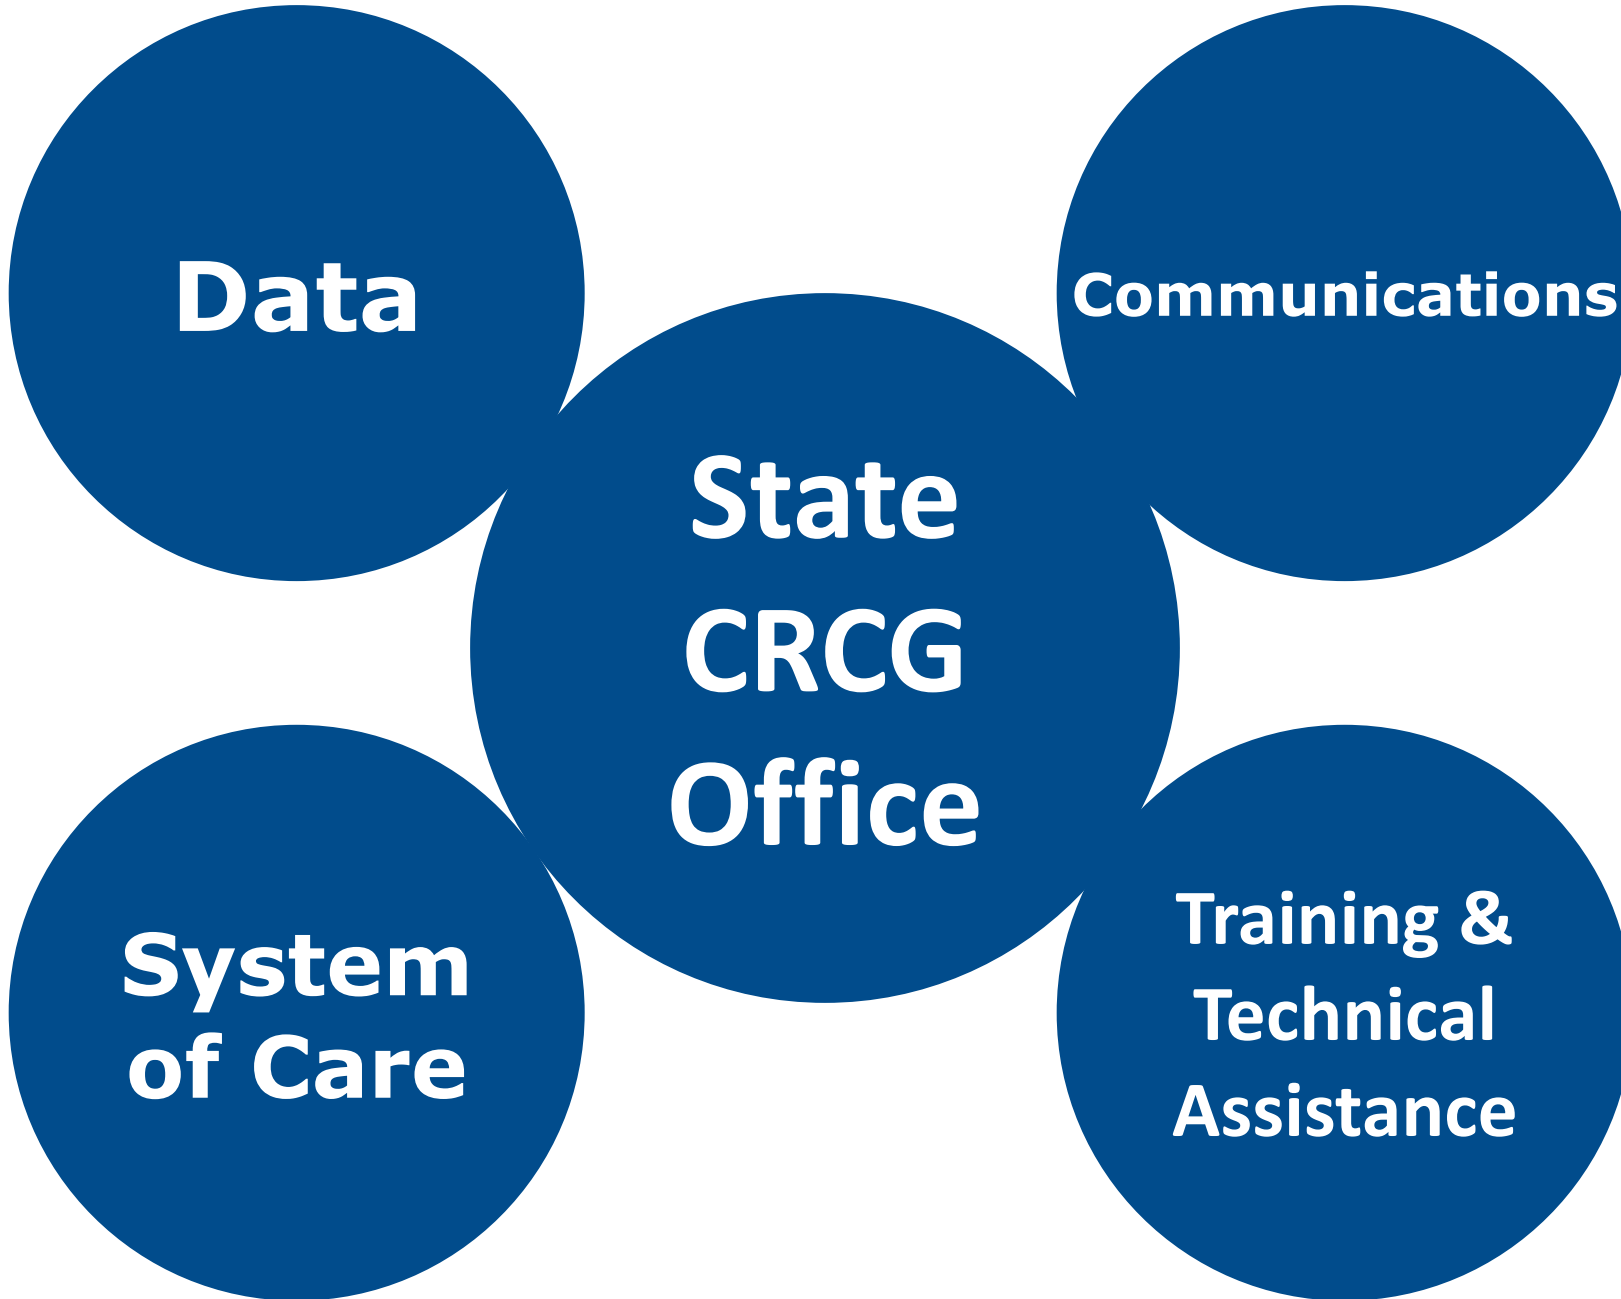 Data
Communications
State
CRCG
Office
System
of Care
Training &
Technical
Assistance